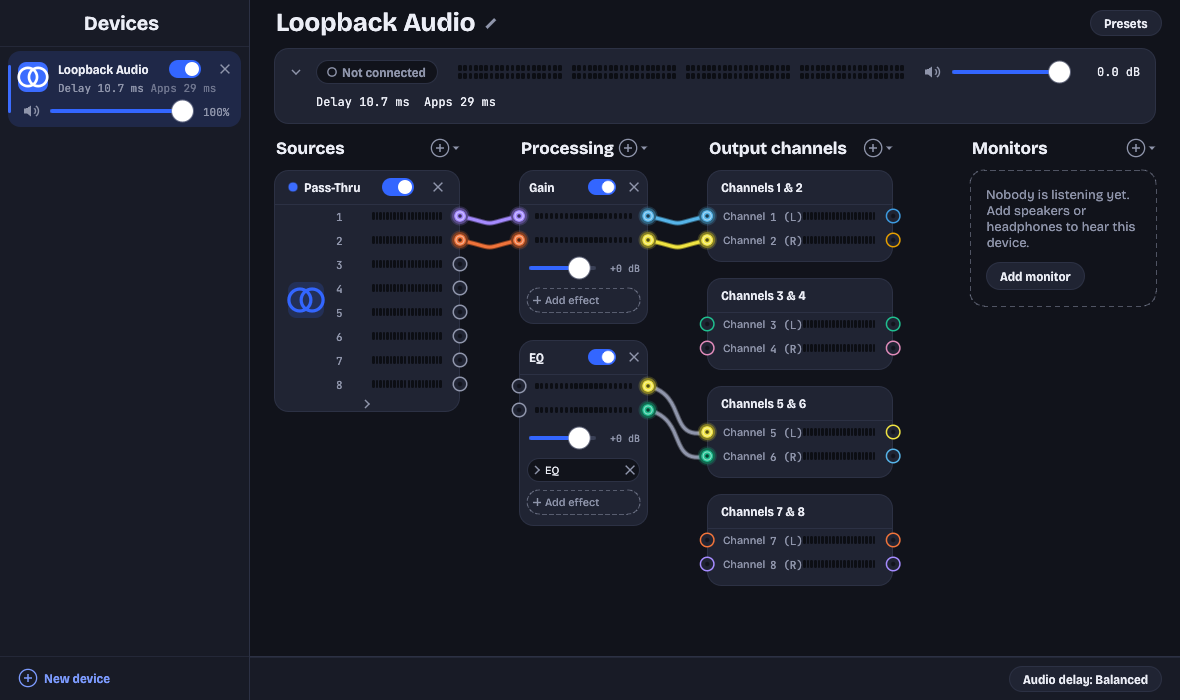 Devices
Loopback Audio
Delay 10.7 ms Apps 29 ms
100%
New device
Loopback Audio
Presets
Not connected
0.0 dB
Delay 10.7 ms Apps 29 ms
Sources
Pass-Thru
1
2
3
4
5
6
7
8
Processing
Gain
+0 dB
+ Add effect
EQ
+0 dB
EQ
+ Add effect
Output channels
Channels 1 & 2
Channel 1 (L)
Channel 2 (R)
Channels 3 & 4
Channel 3 (L)
Channel 4 (R)
Channels 5 & 6
Channel 5 (L)
Channel 6 (R)
Channels 7 & 8
Channel 7 (L)
Channel 8 (R)
Monitors
Nobody is listening yet.
Add speakers or
headphones to hear this
device.
Add monitor
Audio delay: Balanced